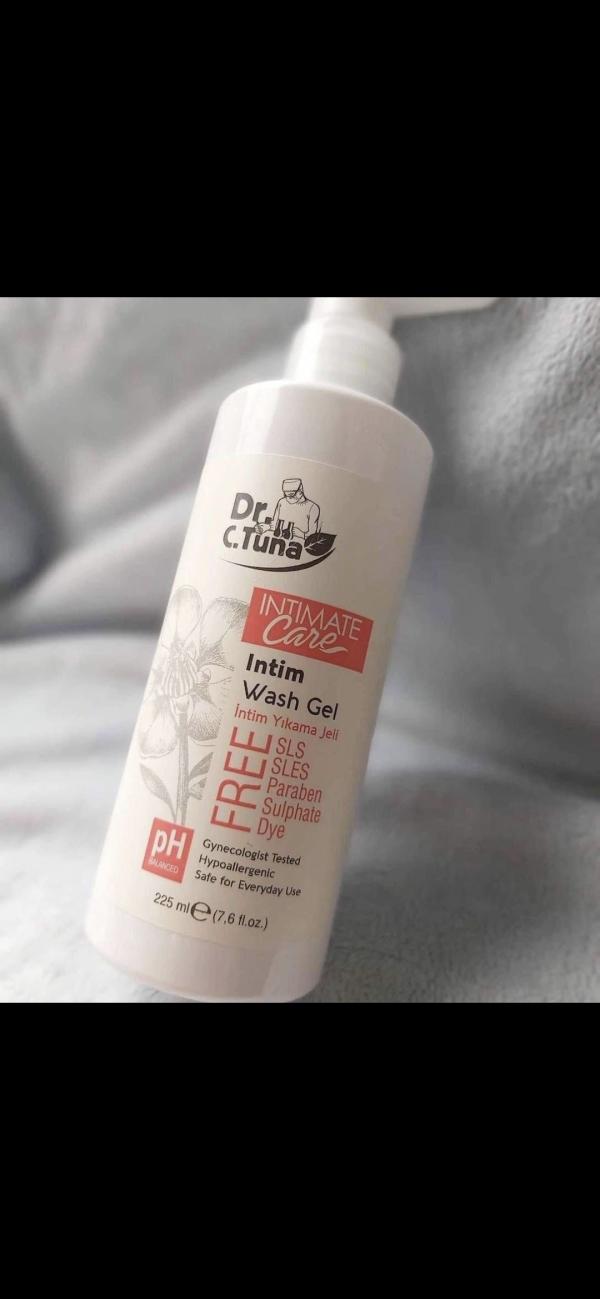 Dr.
C.Tuna
INTIMATE
Care
Intim
Wash Gel
İntim Yıkama Jeli
FREE
SLS
SLES
Paraben
Sulphate
Dye
pH
BALANCED
Gynecologist Tested
Hypoallergenic
Safe for Everyday Use
225 ml ℮ (7,6 fl.oz.)